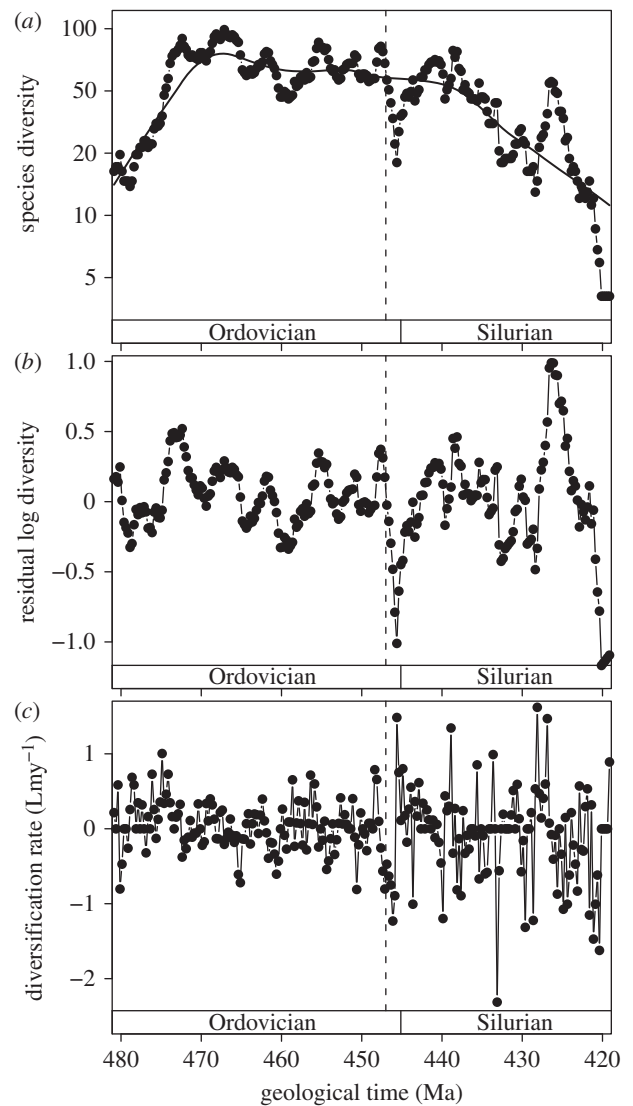 (a)
100
50
20
10
5
species diversity
Ordovician Silurian
(b)
1.0
0.5
0
−0.5
−1.0
residual log diversity
Ordovician Silurian
(c)
1
0
−1
−2
diversification rate (Lmy−1)
Ordovician Silurian
480 470 460 450 440 430 420
geological time (Ma)